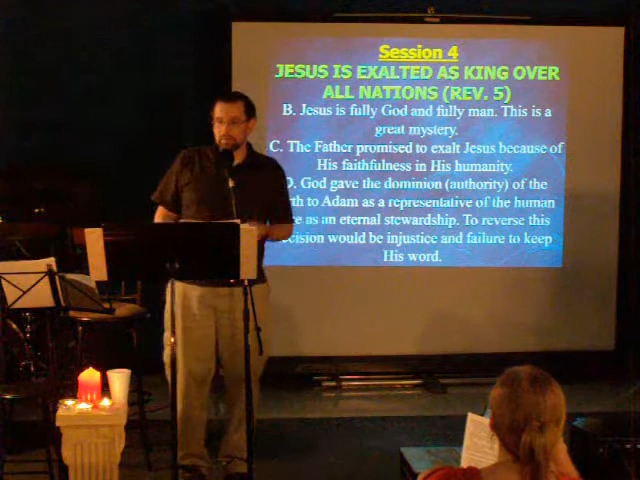 Session 4
JESUS IS EXALTED AS KING OVER
ALL NATIONS (REV. 5)
B. Jesus is fully God and fully man. This is a
great mystery.
C. The Father promised to exalt Jesus because of
His faithfulness in His humanity.
God gave the dominion (authority) of the
to Adam as a representative of the human
as an eternal stewardship. To reverse this
would be injustice and failure to keep
His word.